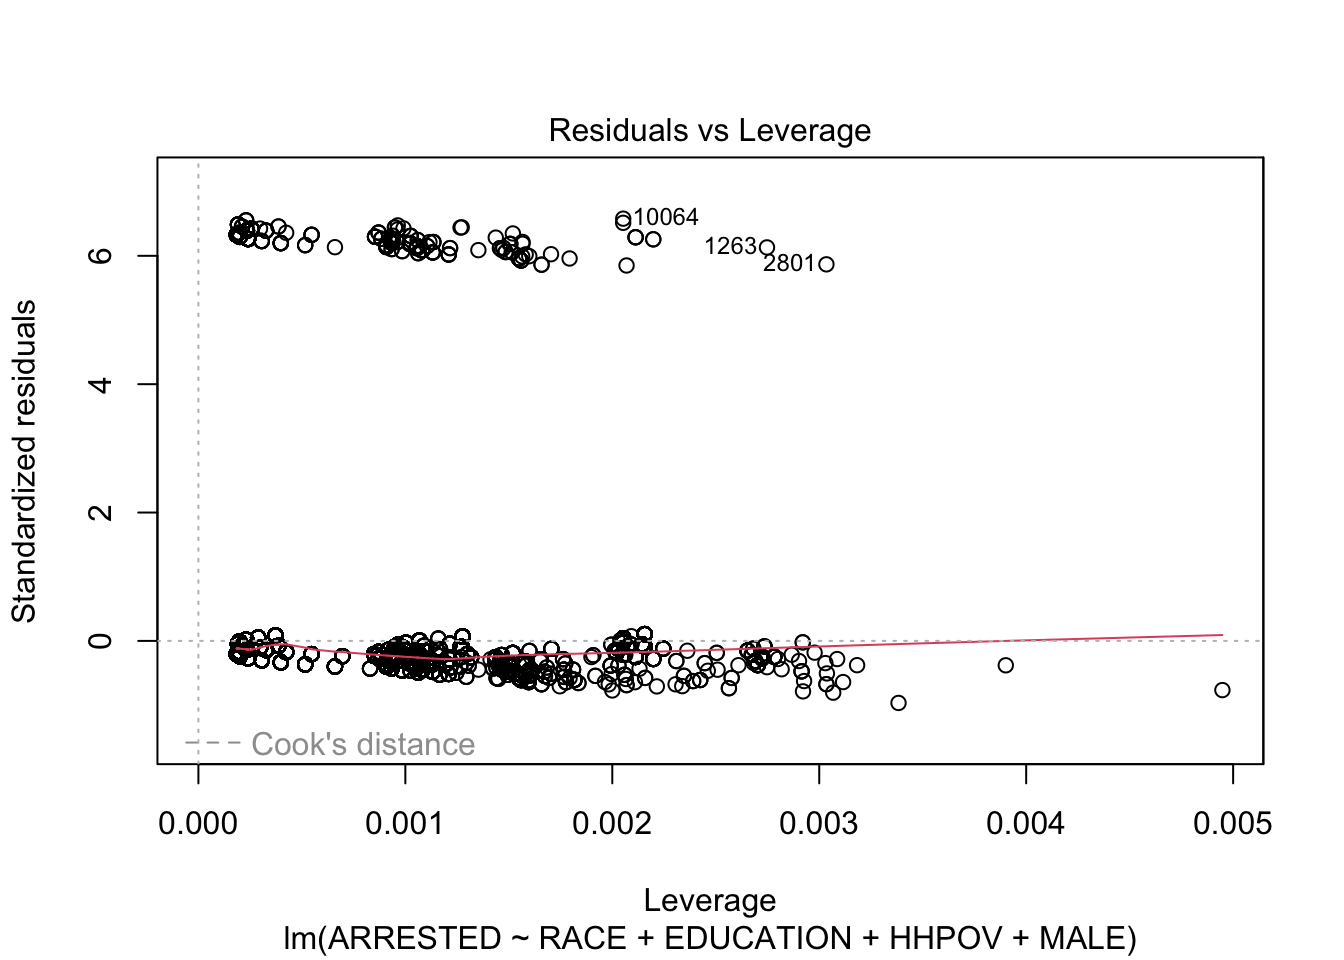 Residuals vs Leverage
Standardized residuals
6
4
2
0
10064
1263
2801
Cook's distance
0.000 0.001 0.002 0.003 0.004 0.005
Leverage
lm(ARRESTED ~ RACE + EDUCATION + HHPOV + MALE)